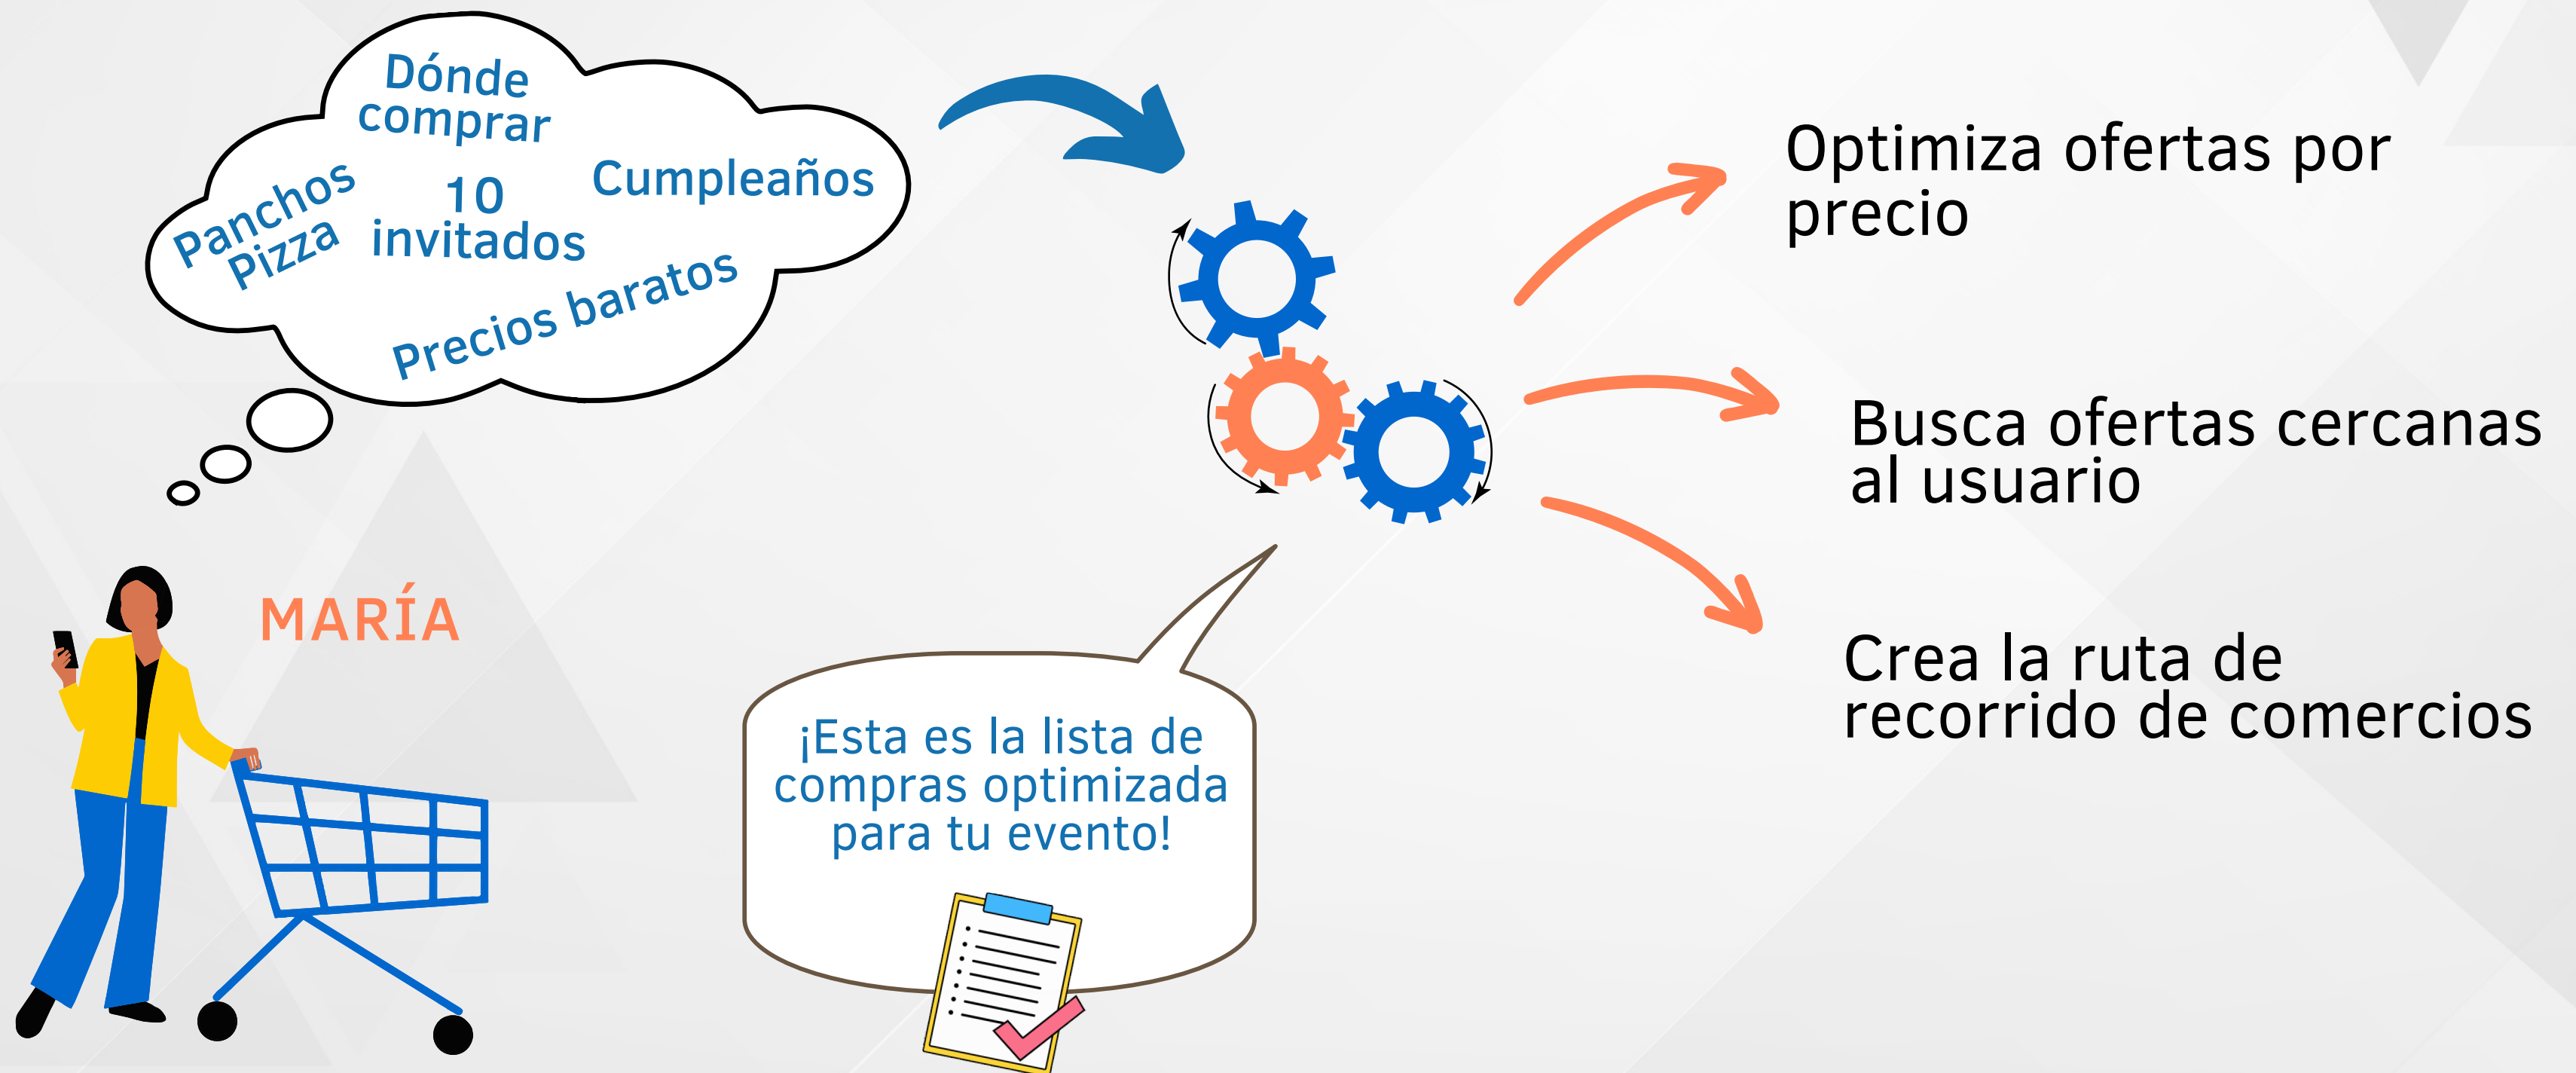 Dónde
comprar
Panchos
Pizza
10
invitados
Cumpleaños
Precios baratos
MARÍA
¡Esta es la lista de
compras optimizada
para tu evento!
Optimiza ofertas por
precio
Busca ofertas cercanas
al usuario
Crea la ruta de
recorrido de comercios